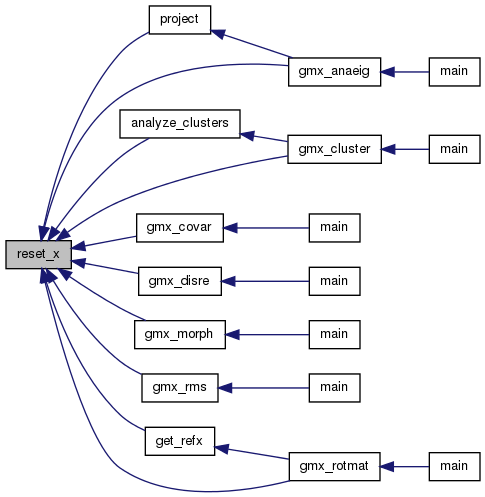 project
gmx_anaeig
main
analyze_clusters
gmx_cluster
main
gmx_covar
main
reset_x
gmx_disre
main
gmx_morph
main
gmx_rms
main
get_refx
gmx_rotmat
main